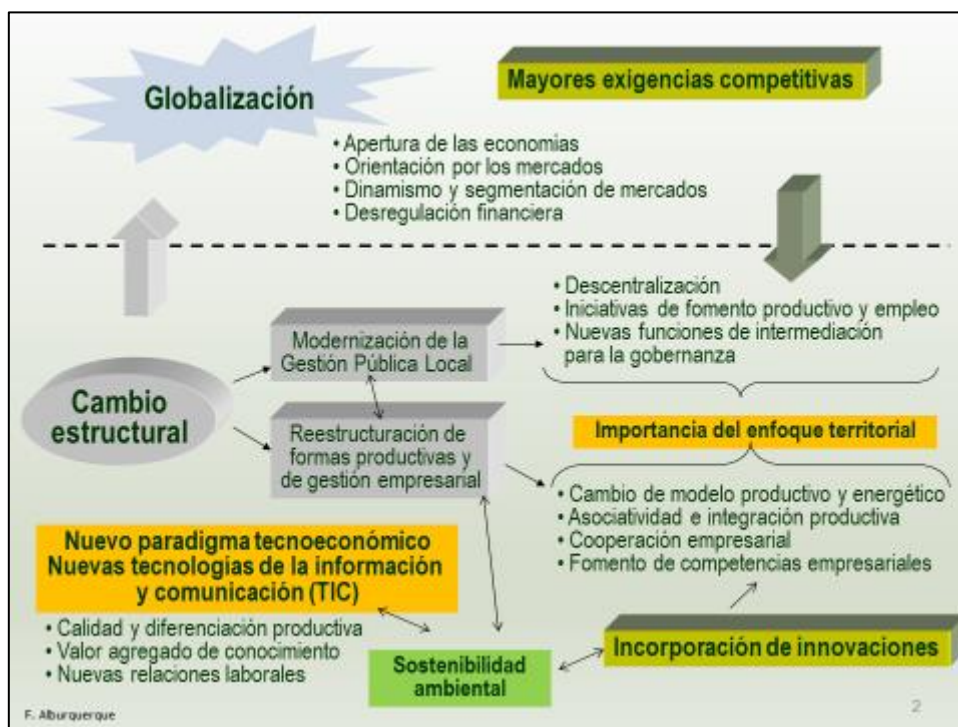 Globalización
Mayores exigencias competitivas
• Apertura de las economías
• Orientación por los mercados
• Dinamismo y segmentación de mercados
• Desregulación financiera
• Descentralización
• Iniciativas de fomento productivo y empleo
• Nuevas funciones de intermediación
para la gobernanza
Modernización de la
Gestión Pública Local
Cambio
estructural
Reestructuración de
formas productivas y
de gestión empresarial
Importancia del enfoque territorial
• Cambio de modelo productivo y energético
• Asociatividad e integración productiva
• Cooperación empresarial
• Fomento de competencias empresariales
Nuevo paradigma tecnoeconómico
Nuevas tecnologías de la información
y comunicación (TIC)
• Calidad y diferenciación productiva
• Valor agregado de conocimiento
• Nuevas relaciones laborales
Sostenibilidad
ambiental
Incorporación de innovaciones
F. Alburquerque
2